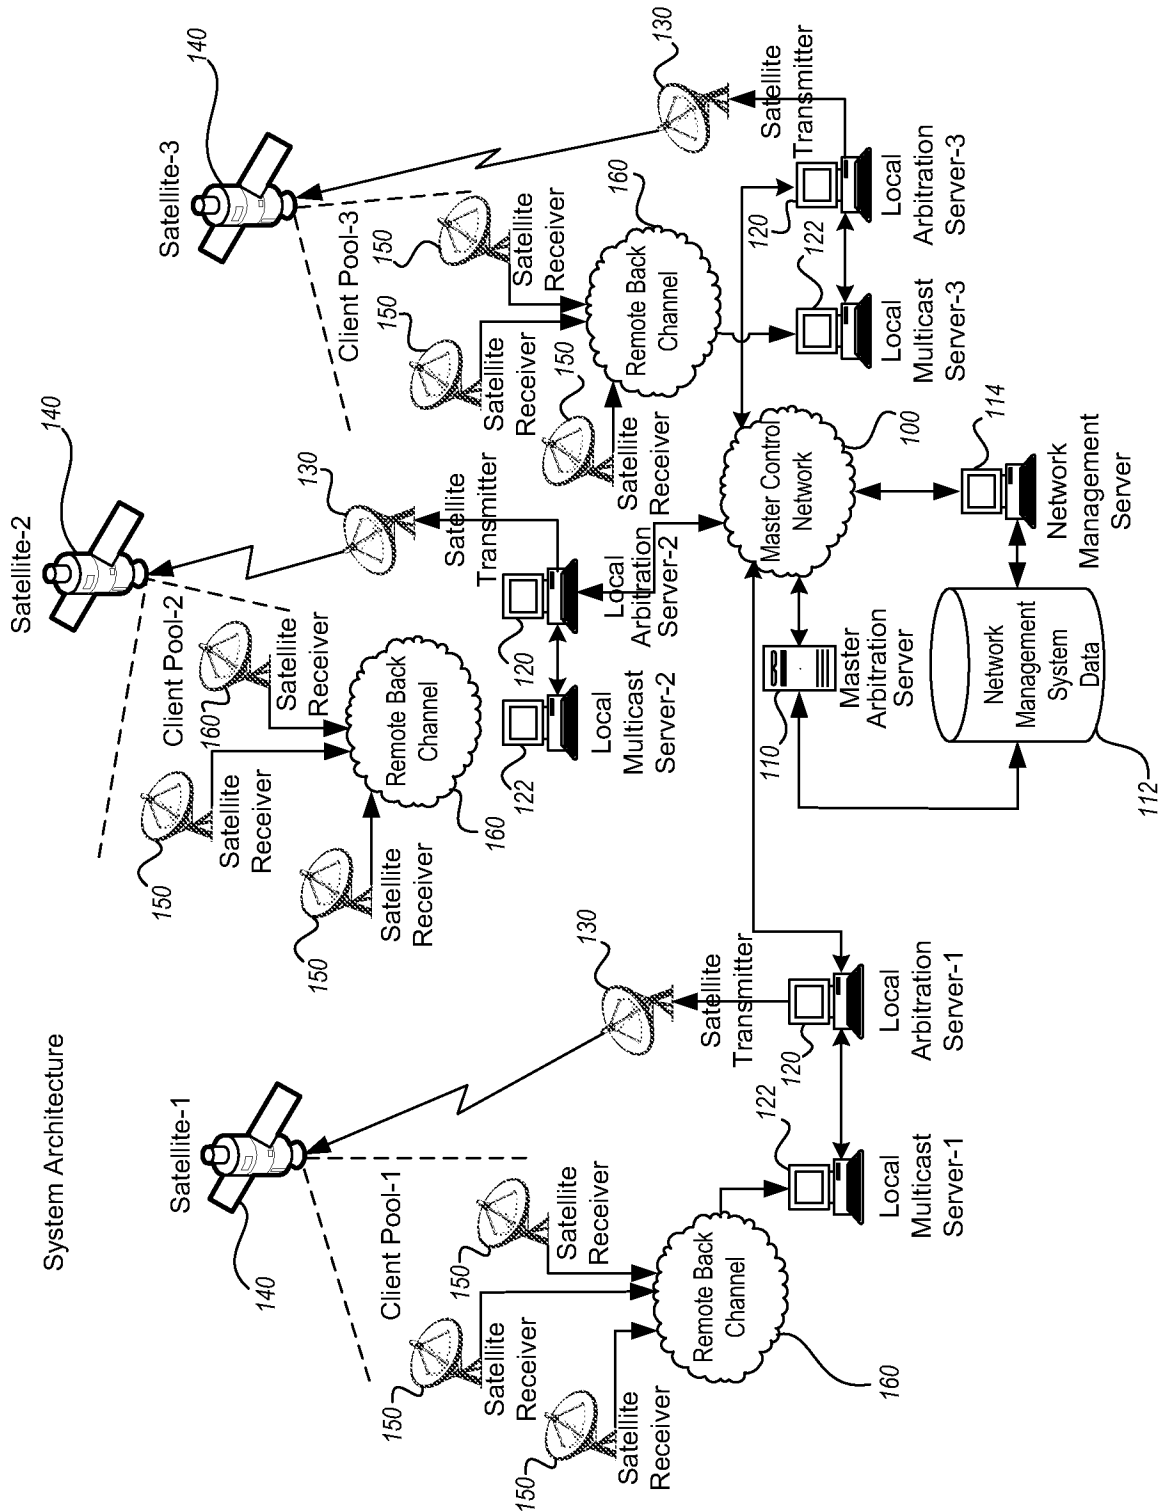 System Architecture
Satellite-1
140
Client Pool-1
150
Satellite
Receiver
150
Satellite
Receiver
150
Satellite
Receiver
Remote Back
Channel
160
130
Satellite
Transmitter
122
Local
Multicast
Server-1
120
Local
Arbitration
Server-1
Satellite-2
140
Client Pool-2
150
Satellite
Receiver
160
Satellite
Receiver
150
Satellite
Receiver
Remote Back
Channel
160
130
Satellite
Transmitter
122
Local
Multicast
Server-2
120
Local
Arbitration
Server-2
Satellite-3
140
Client Pool-3
150
Satellite
Receiver
150
Satellite
Receiver
150
Satellite
Receiver
Remote Back
Channel
160
130
Satellite
Transmitter
122
Local
Multicast
Server-3
120
Local
Arbitration
Server-3
Master Control
Network
100
110
Master
Arbitration
Server
114
Network
Management
Server
Network
Management
System
Data
112